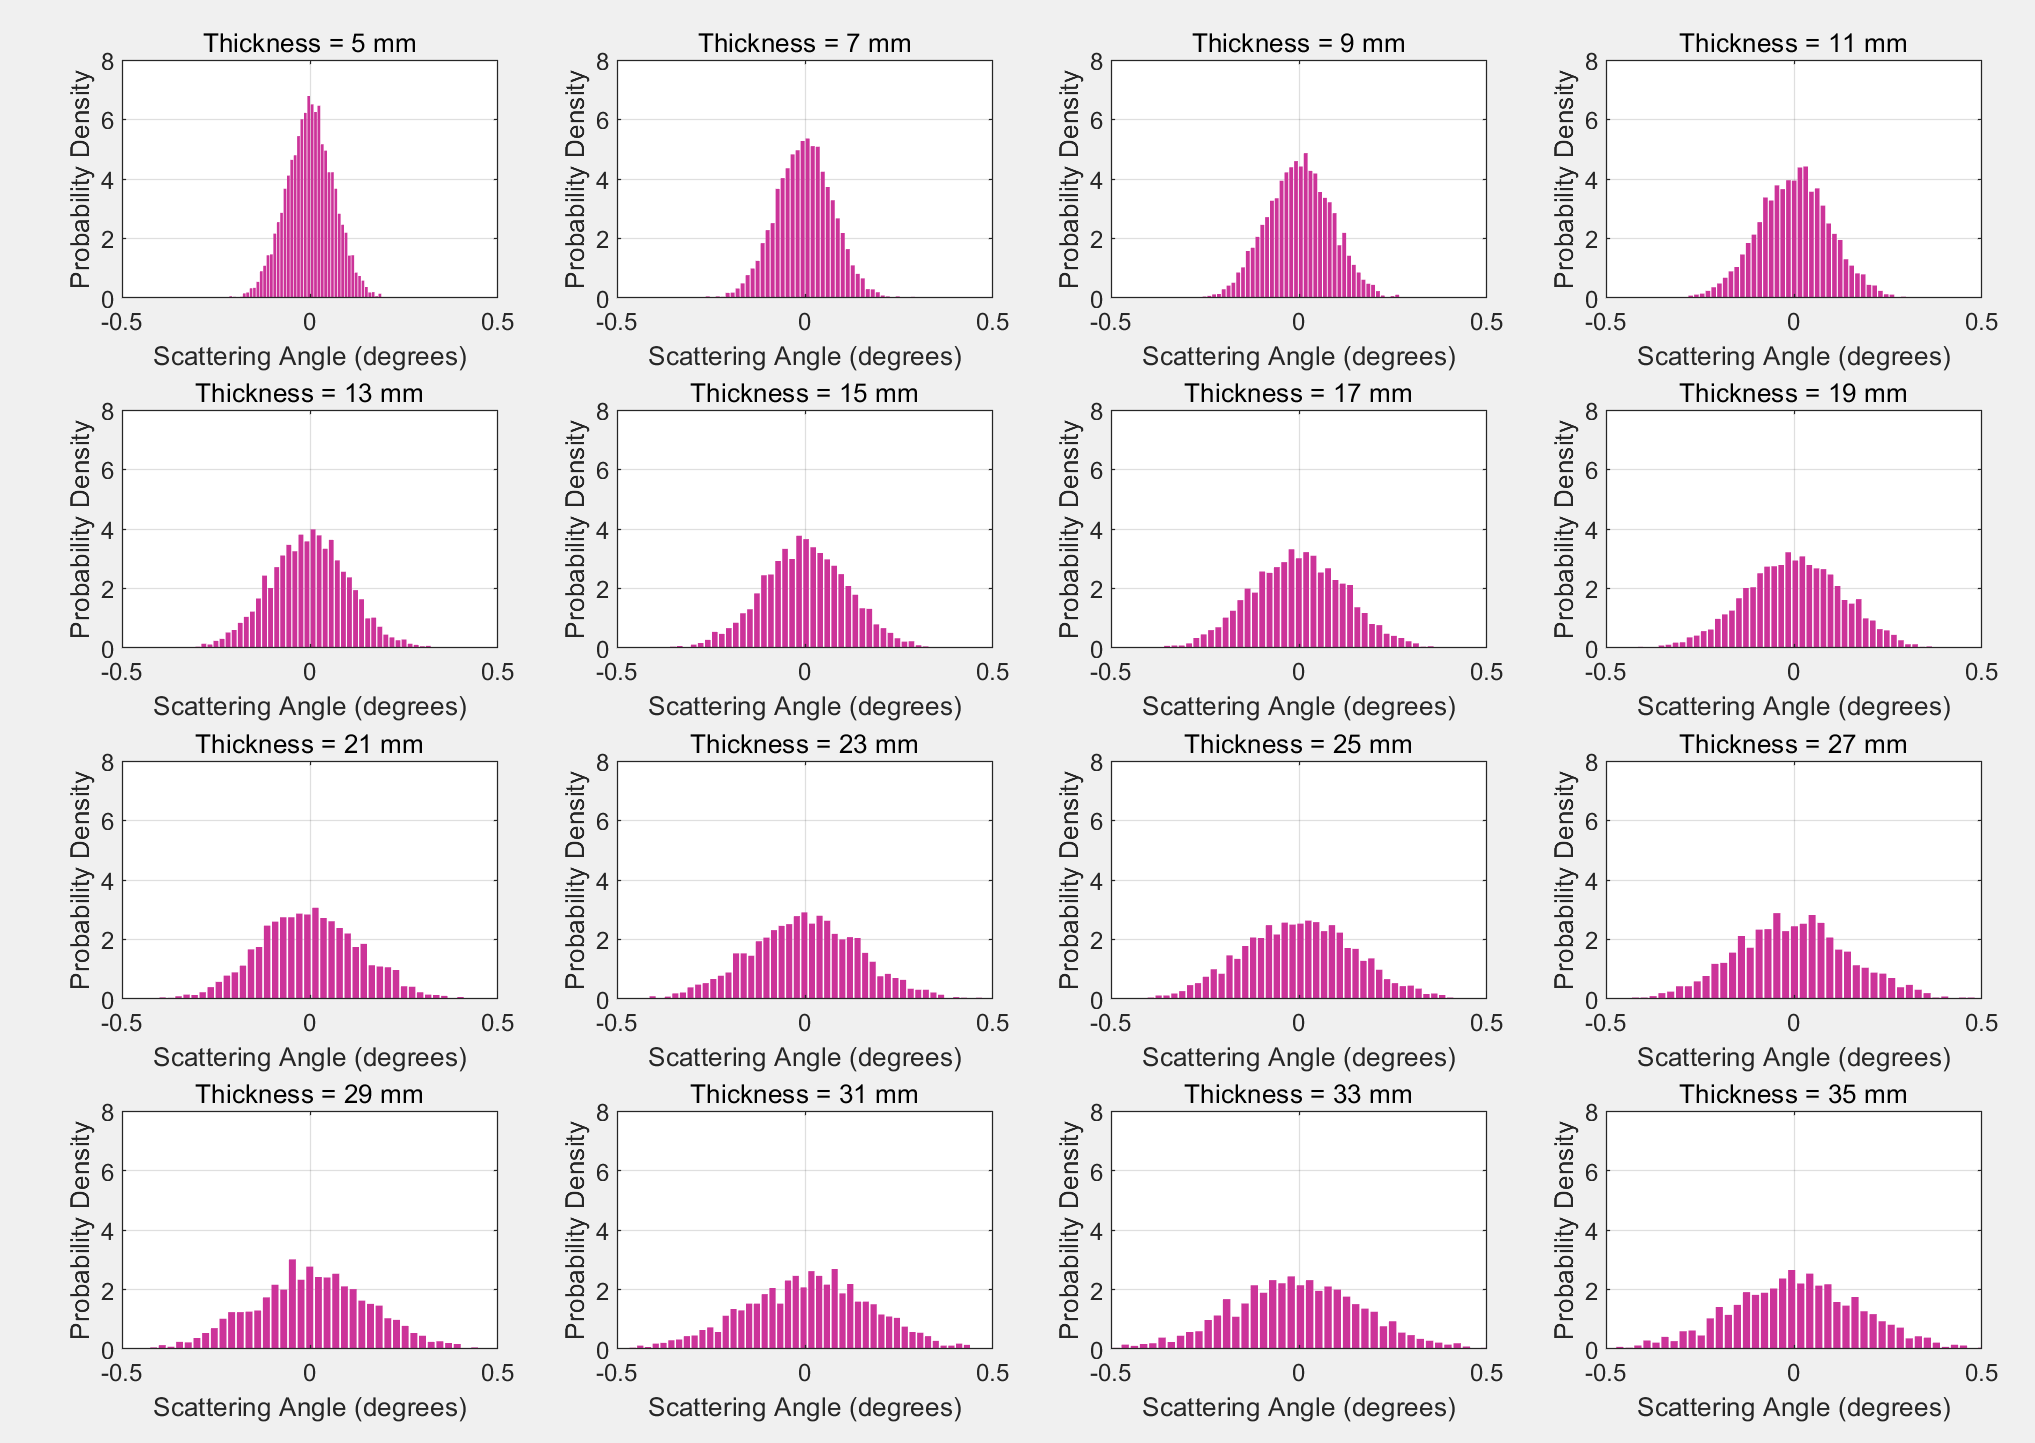 Thickness = 5 mm
Probability Density
8
6
4
2
0
-0.5
0
0.5
Scattering Angle (degrees)
Thickness = 7 mm
Probability Density
8
6
4
2
0
-0.5
0
0.5
Scattering Angle (degrees)
Thickness = 9 mm
Probability Density
8
6
4
2
0
-0.5
0
0.5
Scattering Angle (degrees)
Thickness = 11 mm
Probability Density
8
6
4
2
0
-0.5
0
0.5
Scattering Angle (degrees)
Thickness = 13 mm
Probability Density
8
6
4
2
0
-0.5
0
0.5
Scattering Angle (degrees)
Thickness = 15 mm
Probability Density
8
6
4
2
0
-0.5
0
0.5
Scattering Angle (degrees)
Thickness = 17 mm
Probability Density
8
6
4
2
0
-0.5
0
0.5
Scattering Angle (degrees)
Thickness = 19 mm
Probability Density
8
6
4
2
0
-0.5
0
0.5
Scattering Angle (degrees)
Thickness = 21 mm
Probability Density
8
6
4
2
0
-0.5
0
0.5
Scattering Angle (degrees)
Thickness = 23 mm
Probability Density
8
6
4
2
0
-0.5
0
0.5
Scattering Angle (degrees)
Thickness = 25 mm
Probability Density
8
6
4
2
0
-0.5
0
0.5
Scattering Angle (degrees)
Thickness = 27 mm
Probability Density
8
6
4
2
0
-0.5
0
0.5
Scattering Angle (degrees)
Thickness = 29 mm
Probability Density
8
6
4
2
0
-0.5
0
0.5
Scattering Angle (degrees)
Thickness = 31 mm
Probability Density
8
6
4
2
0
-0.5
0
0.5
Scattering Angle (degrees)
Thickness = 33 mm
Probability Density
8
6
4
2
0
-0.5
0
0.5
Scattering Angle (degrees)
Thickness = 35 mm
Probability Density
8
6
4
2
0
-0.5
0
0.5
Scattering Angle (degrees)